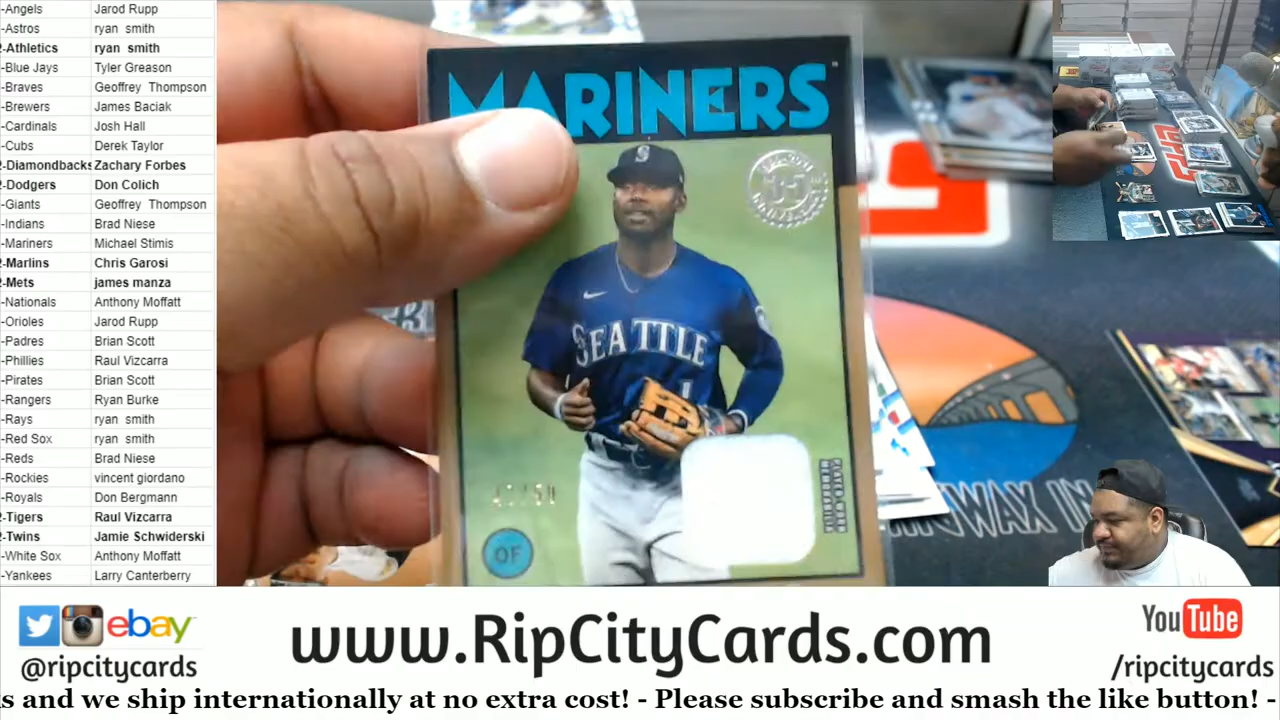 -Angels Jarod Rupp
-Astros ryan smith
-Athletics ryan smith
-Blue Jays Tyler Greason
-Braves Geoffrey Thompson
-Brewers James Baciak
-Cardinals Josh Hall
-Cubs Derek Taylor
-Diamondbacks Zachary Forbes
-Dodgers Don Colich
-Giants Geoffrey Thompson
-Indians Brad Niese
-Mariners Michael Stimis
-Marlins Chris Garosi
-Mets james manza
-Nationals Anthony Moffatt
-Orioles Jarod Rupp
-Padres Brian Scott
-Phillies Raul Vizcarra
-Pirates Brian Scott
-Rangers Ryan Burke
-Rays ryan smith
-Red Sox ryan smith
-Reds Brad Niese
-Rockies vincent giordano
-Royals Don Bergmann
-Tigers Raul Vizcarra
-Twins Jamie Schwiderski
-White Sox Anthony Moffatt
-Yankees Larry Canterbery
MARINERS
S
SEATTLE
PLAYER-WORN
MEMORABILIA
OF
WAX IN
ebay
@ripcitycards
www.RipCityCards.com
YouTube
/ripcitycards
s and we ship internationally at no extra cost! - Please subscribe and smash the like button! -